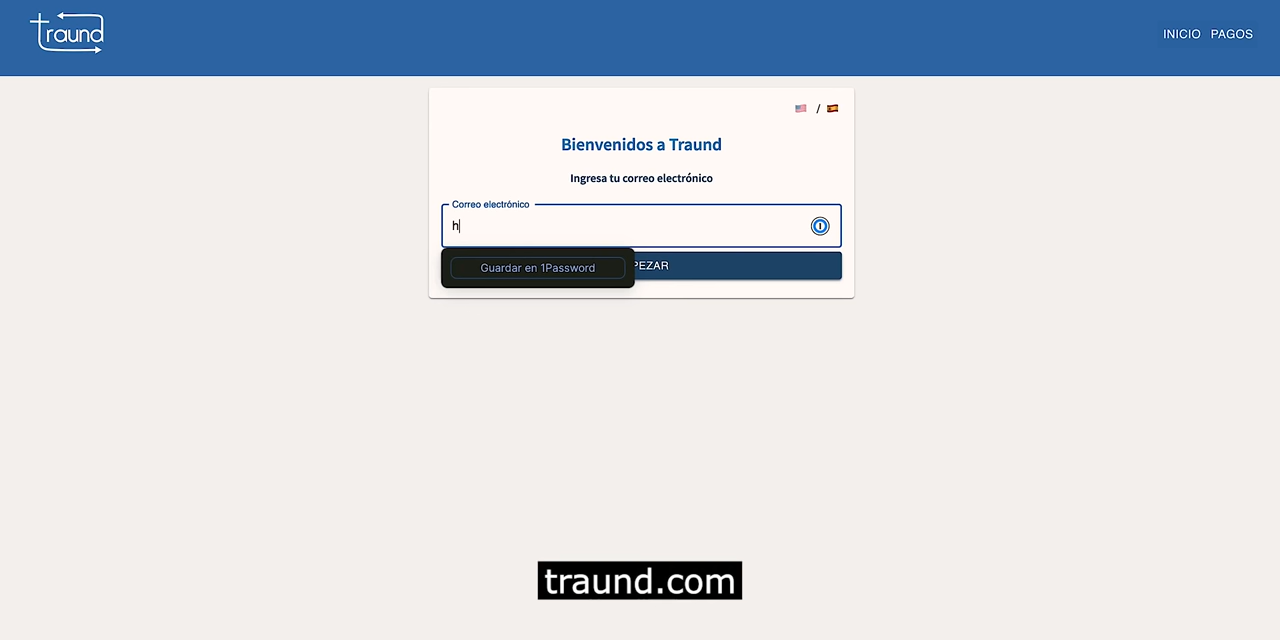 traund
INICIO PAGOS
/
Bienvenidos a Traund
Ingresa tu correo electrónico
Correo electrónico
h
PEZAR
Guardar en 1Password
traund.com